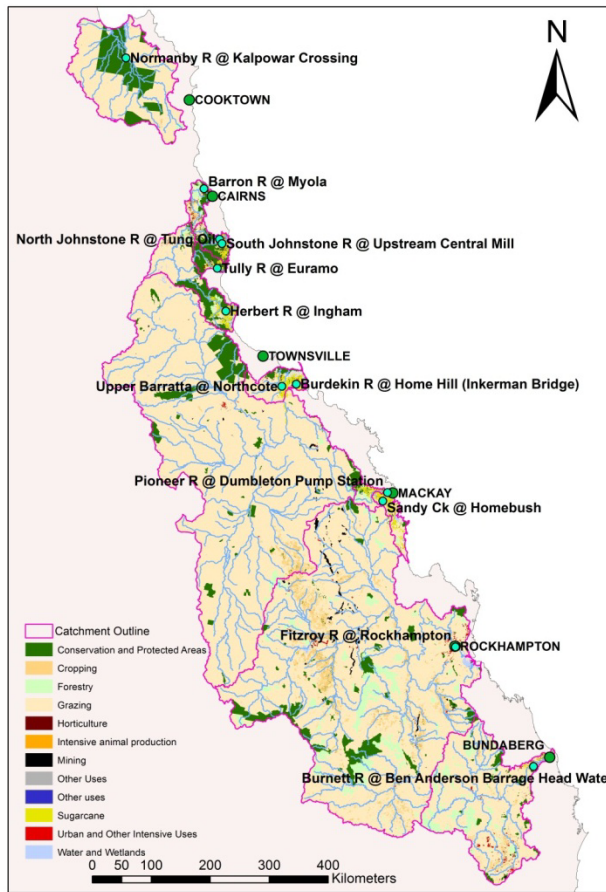 N
Normanby R @ Kalpowar Crossing
COOKTOWN
Barron R @ Myola
CAIRNS
North Johnstone R @ Tung Oil
South Johnstone R @ Upstream Central Mill
Tully R @ Euramo
Herbert R @ Ingham
TOWNSVILLE
Upper Barratta @ Northcote
Burdekin R @ Home Hill (Inkerman Bridge)
Pioneer R @ Dumbleton Pump Station
MACKAY
Sandy Ck @ Homebush
Fitzroy R @ Rockhampton
ROCKHAMPTON
BUNDABERG
Burnett R @ Ben Anderson Barrage Head Water
Catchment Outline
Conservation and Protected Areas
Cropping
Forestry
Grazing
Horticulture
Intensive animal production
Mining
Other Uses
Other uses
Sugarcane
Urban and Other Intensive Uses
Water and Wetlands
0 50 100 200 300 400
Kilometers